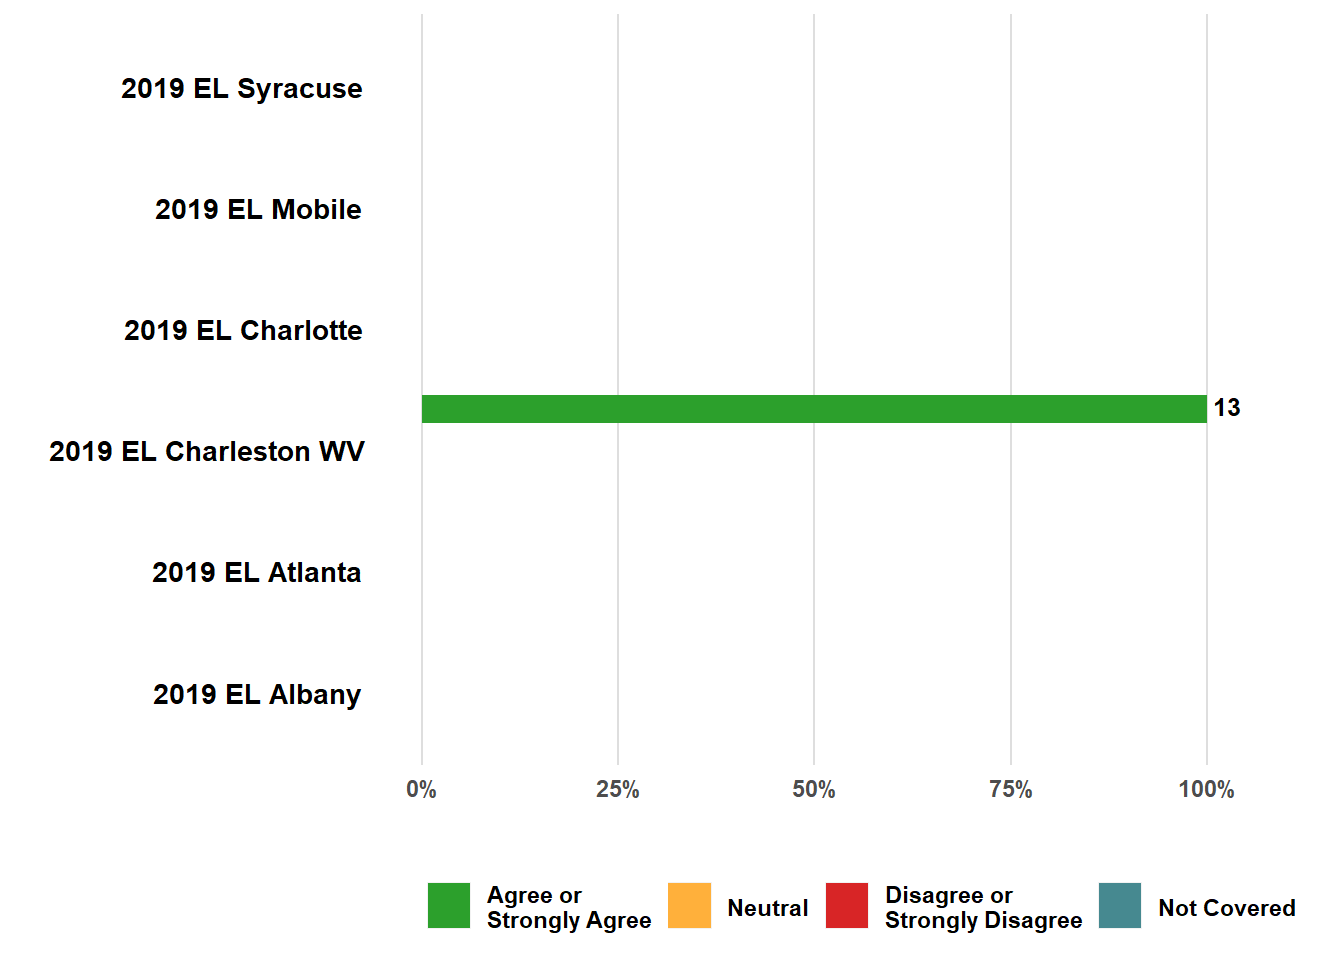 2019 EL Syracuse
2019 EL Mobile
2019 EL Charlotte
13
2019 EL Charleston WV
2019 EL Atlanta
2019 EL Albany
0% 25% 50% 75% 100%
Agree or
Strongly Agree
Neutral
Disagree or
Strongly Disagree
Not Covered